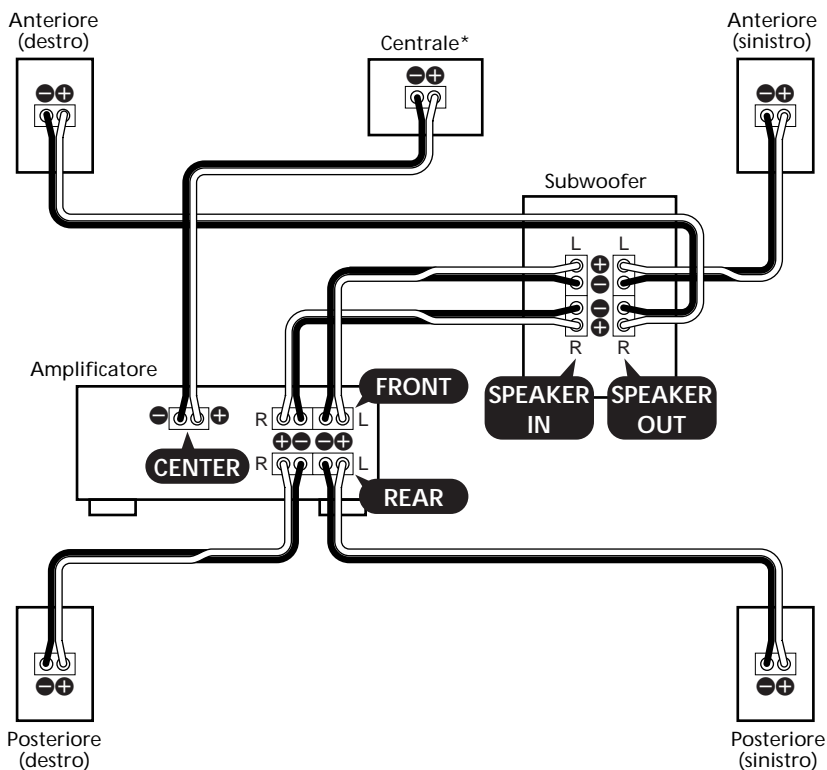 Anteriore
(destro)
Centrale*
Anteriore
(sinistro)
Subwoofer
L L
R R
SPEAKER
IN
SPEAKER
OUT
Amplificatore
FRONT
R L
CENTER
R L
REAR
Posteriore
(destro)
Posteriore
(sinistro)